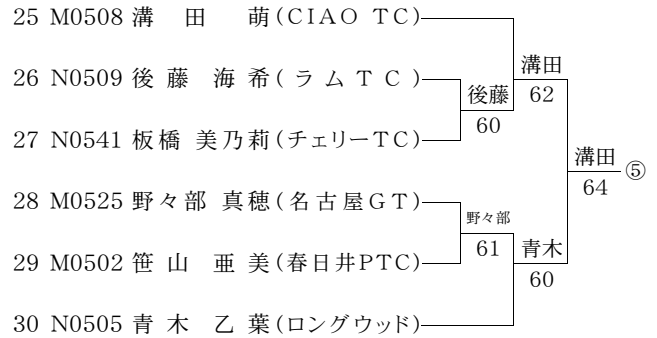 25 M0508 溝田 萌(CIAO TC)
溝田
26 N0509 後藤 海希(ラムTC)
62
後藤
60
27 N0541 板橋 美乃莉(チェリーTC)
溝田
⑤
64
28 M0525 野々部 真穂(名古屋GT)
野々部
61
青木
29 M0502 笹山 亜美(春日井PTC)
60
30 N0505 青木 乙葉(ロングウッド)